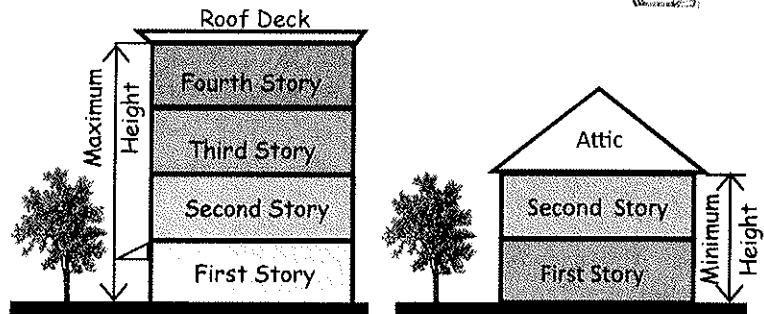 Roof Deck
Maximum
Height
Fourth Story
Third Story
Second Story
First Story
Attic
Second Story
First Story
Minimum
Height